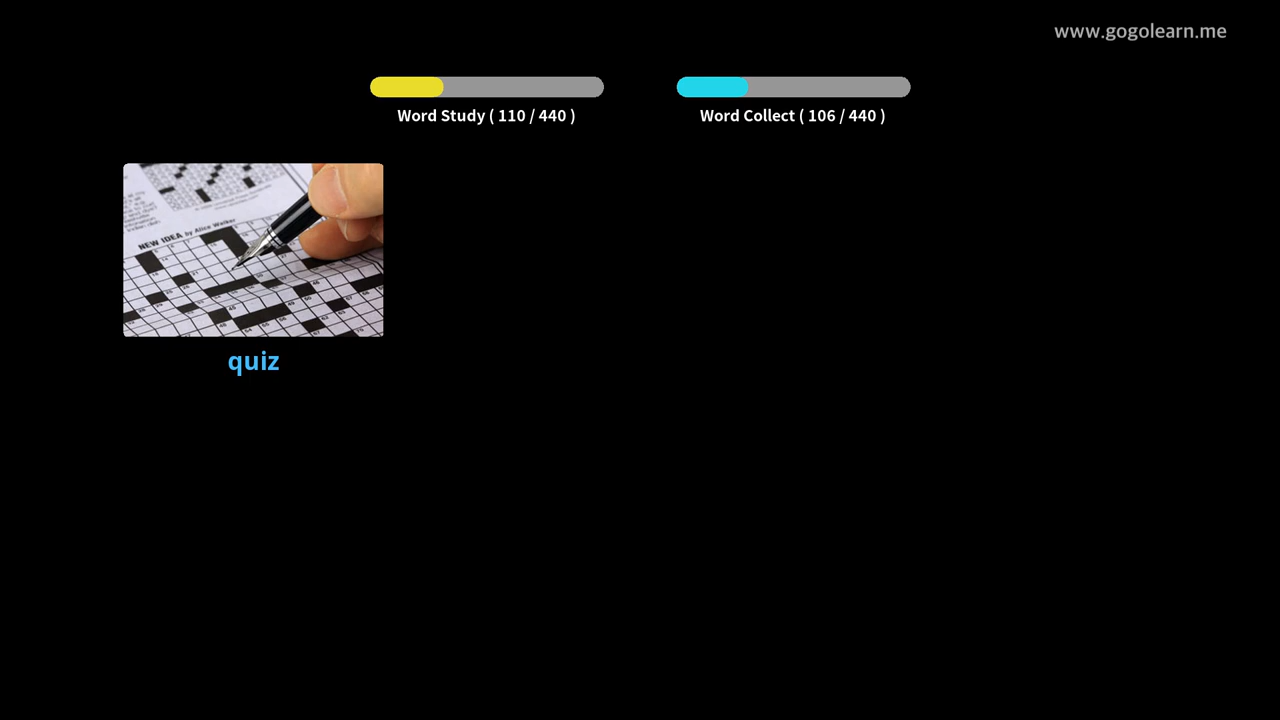 www.gogolearn.me
Word Study ( 110 / 440 )
Word Collect ( 106 / 440 )
NEW IDEA by Alice Walker
quiz